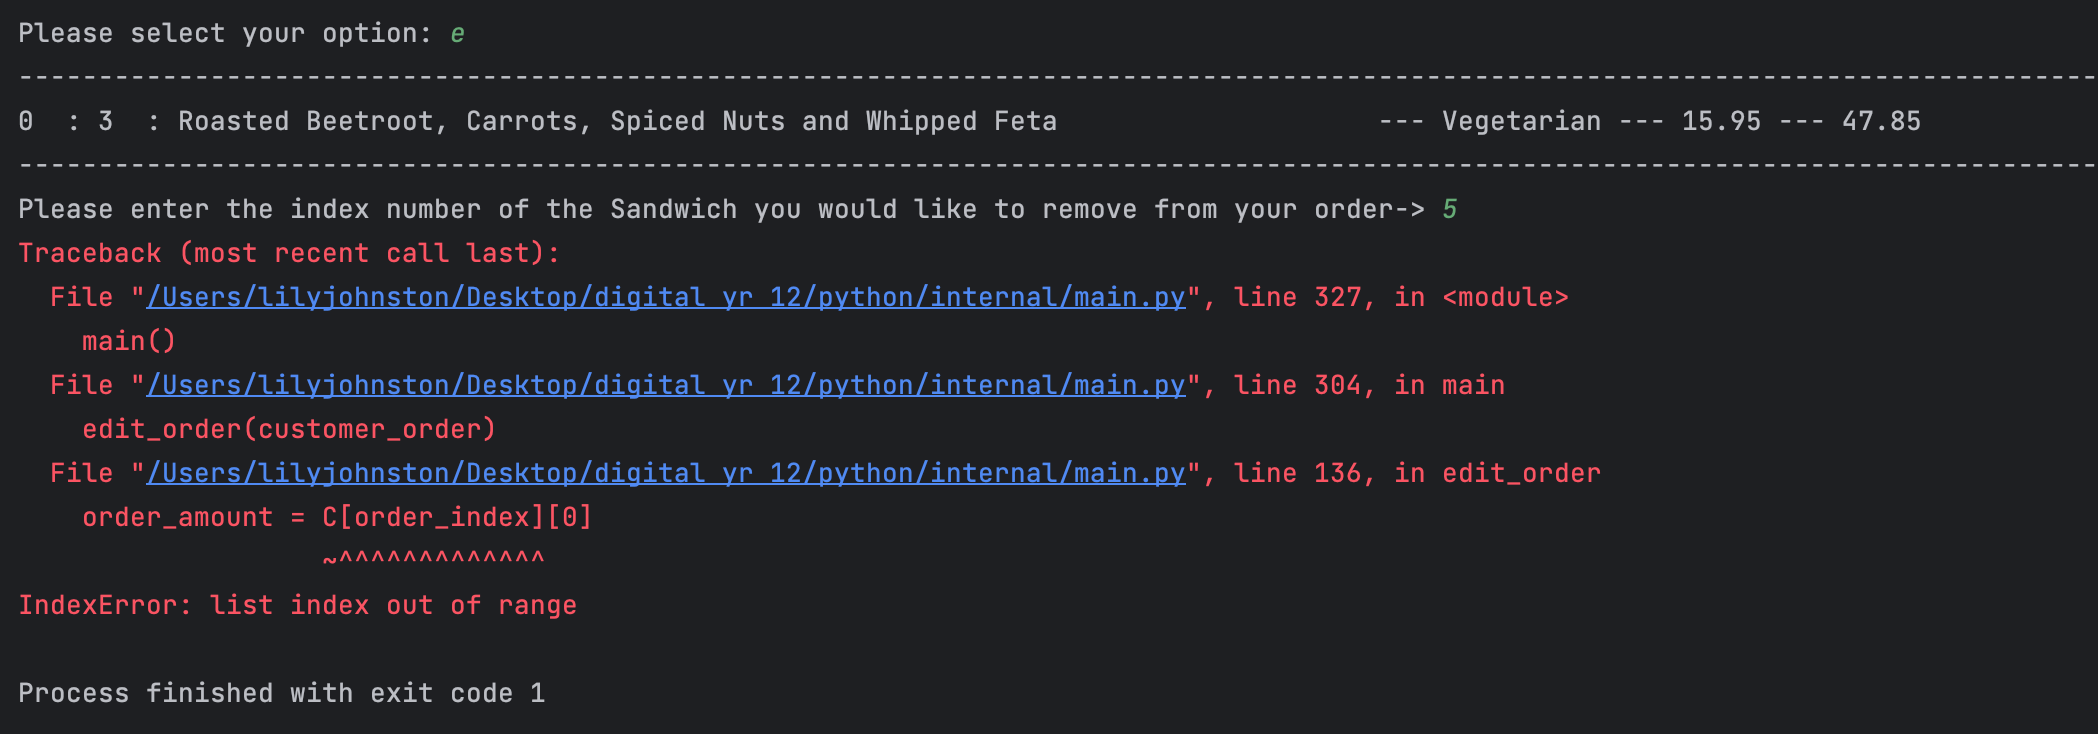 Please select your option: e
----------------------------------------------------------------------------------------------------------------------------------
0  : 3  : Roasted Beetroot, Carrots, Spiced Nuts and Whipped Feta                    --- Vegetarian --- 15.95 --- 47.85
----------------------------------------------------------------------------------------------------------------------------------
Please enter the index number of the Sandwich you would like to remove from your order-> 5
Traceback (most recent call last):
  File "/Users/lilyjohnston/Desktop/digital yr 12/python/internal/main.py", line 327, in <module>
    main()
  File "/Users/lilyjohnston/Desktop/digital yr 12/python/internal/main.py", line 304, in main
    edit_order(customer_order)
  File "/Users/lilyjohnston/Desktop/digital yr 12/python/internal/main.py", line 136, in edit_order
    order_amount = C[order_index][0]
                   ~^^^^^^^^^^^^^
IndexError: list index out of range
Process finished with exit code 1